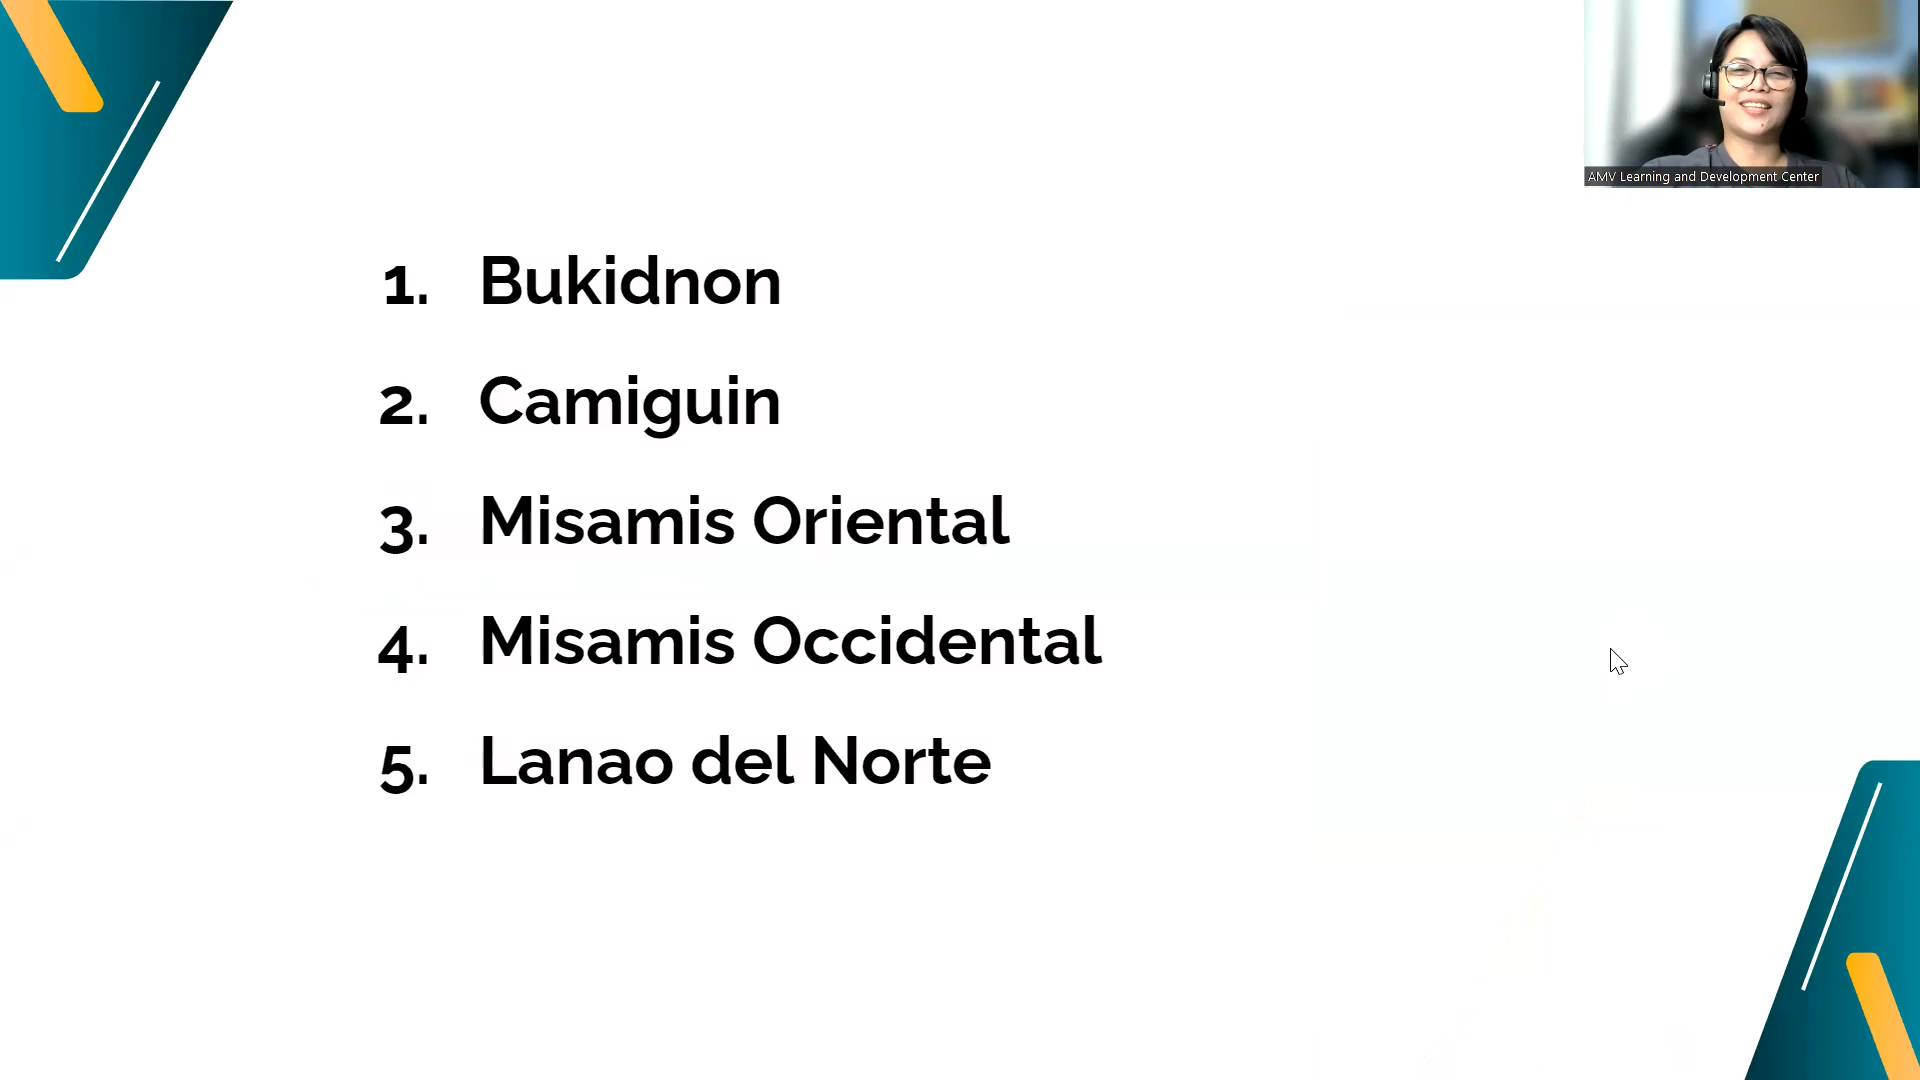 AMV Learning and Development Center
1. Bukidnon
2. Camiguin
3. Misamis Oriental
4. Misamis Occidental
5. Lanao del Norte